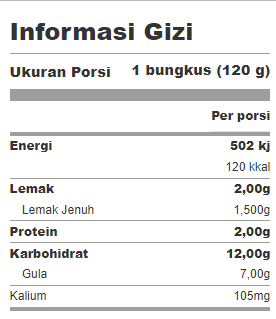 Informasi Gizi
Ukuran Porsi 1 bungkus (120 g)
Per porsi
Energi 502 kj
120 kkal
Lemak 2,00g
Lemak Jenuh 1,500g
Protein 2,00g
Karbohidrat 12,00g
Gula 7,00g
Kalium 105mg